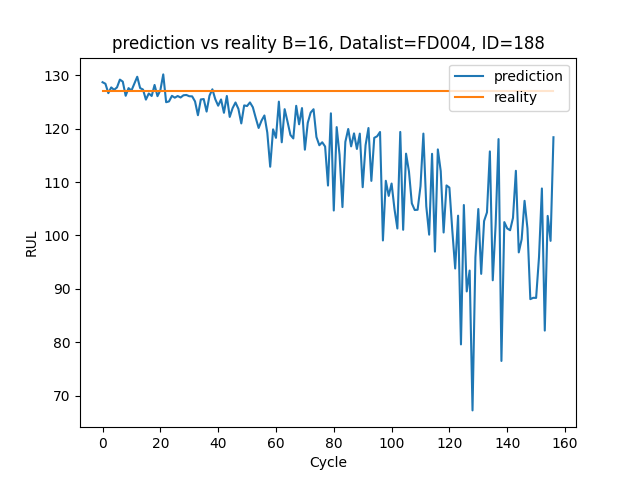 prediction vs reality B=16, Datalist=FD004, ID=188
prediction
reality
RUL
130
120
110
100
90
80
70
0 20 40 60 80 100 120 140 160
Cycle